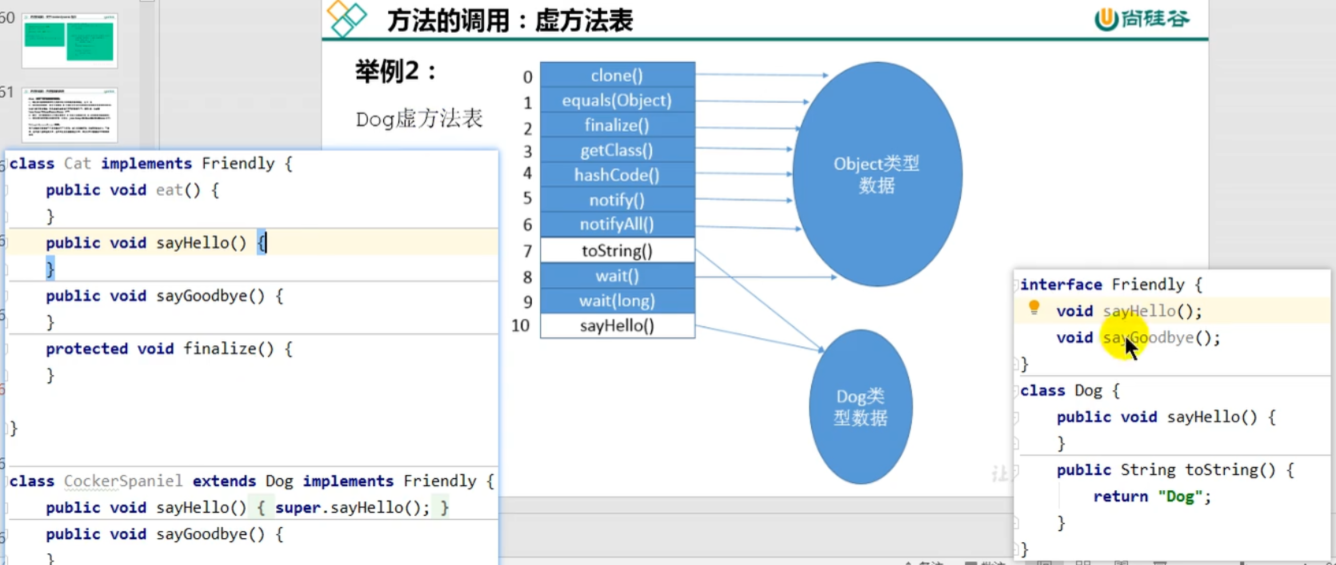 60
61
方法的调用：虚方法表
尚硅谷
举例2：
Dog虚方法表
0 clone()
1 equals(Object)
2 finalize()
3 getClass()
4 hashCode()
5 notify()
6 notifyAll()
7 toString()
8 wait()
9 wait(long)
10 sayHello()
Object类型
数据
Dog类
型数据
class Cat implements Friendly {
public void eat() {
}
public void sayHello() {
}
public void sayGoodbye() {
}
protected void finalize() {
}
}
class CockerSpaniel extends Dog implements Friendly {
public void sayHello() { super.sayHello(); }
public void sayGoodbye() {
}
interface Friendly {
void sayHello();
void sayGoodbye();
}
class Dog {
public void sayHello() {
}
public String toString() {
return "Dog";
}
}
让